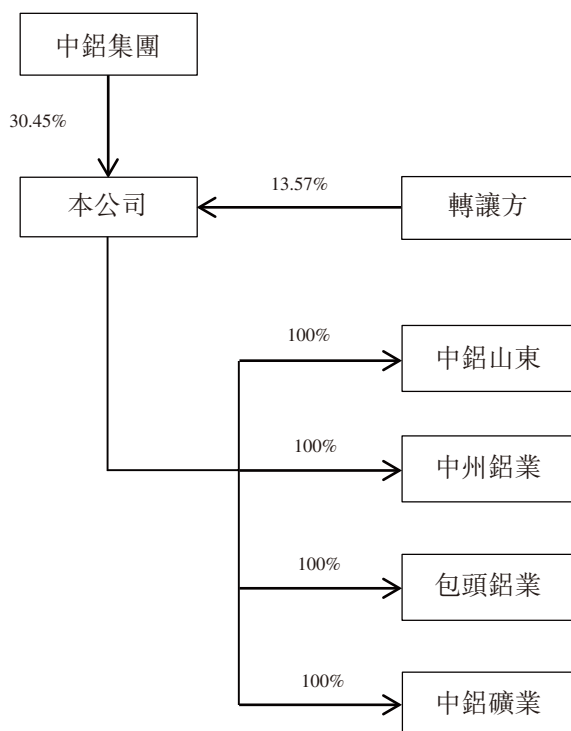 中鋁集團
30.45%
本公司
13.57%
轉讓方
100%
中鋁山東
100%
中州鋁業
100%
包頭鋁業
100%
中鋁礦業